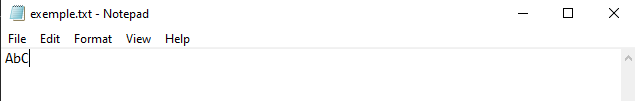 exemple.txt - Notepad
File Edit Format View Help
AbC